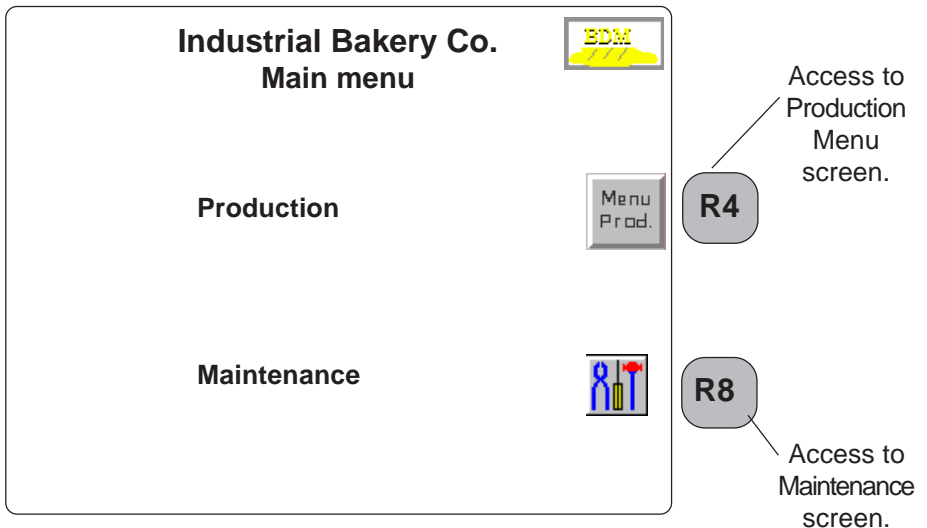 Industrial Bakery Co.
Main menu
BDM
Access to
Production
Menu
screen.
Production
Menu
Prod.
R4
Maintenance
R8
Access to
Maintenance
screen.